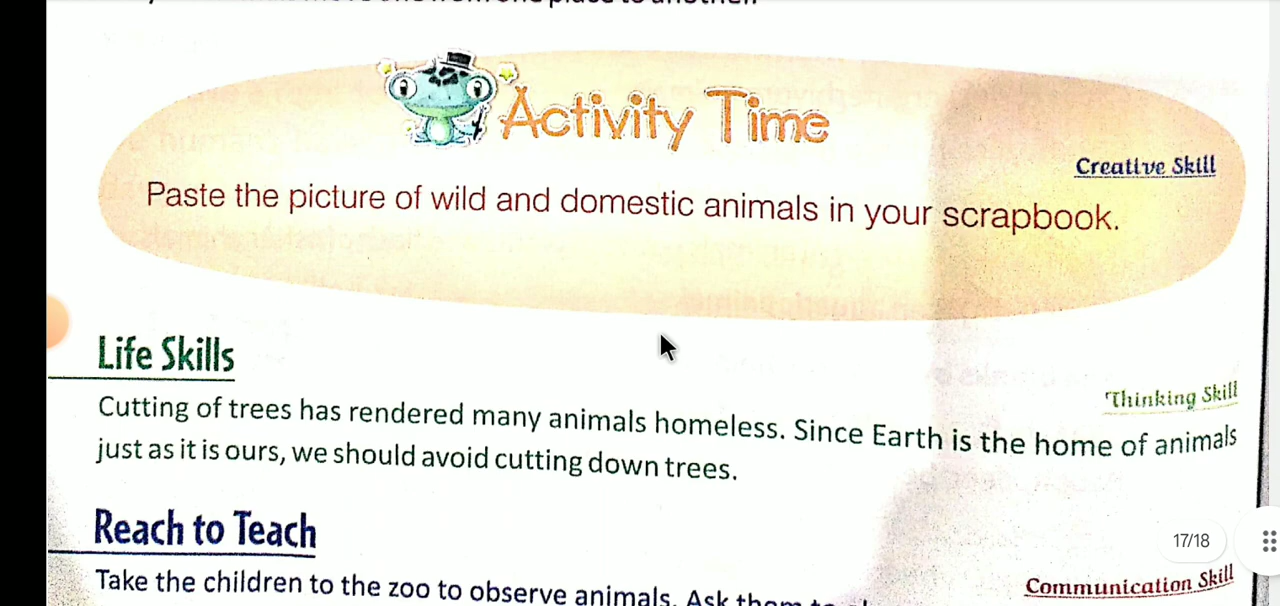 Activity Time
Creative Skill
Paste the picture of wild and domestic animals in your scrapbook.
Life Skills
Thinking Skill
Cutting of trees has rendered many animals homeless. Since Earth is the home of animals
just as it is ours, we should avoid cutting down trees.
Reach to Teach
17/18
Communication Skill
Take the children to the zoo to observe animals. Ask them to